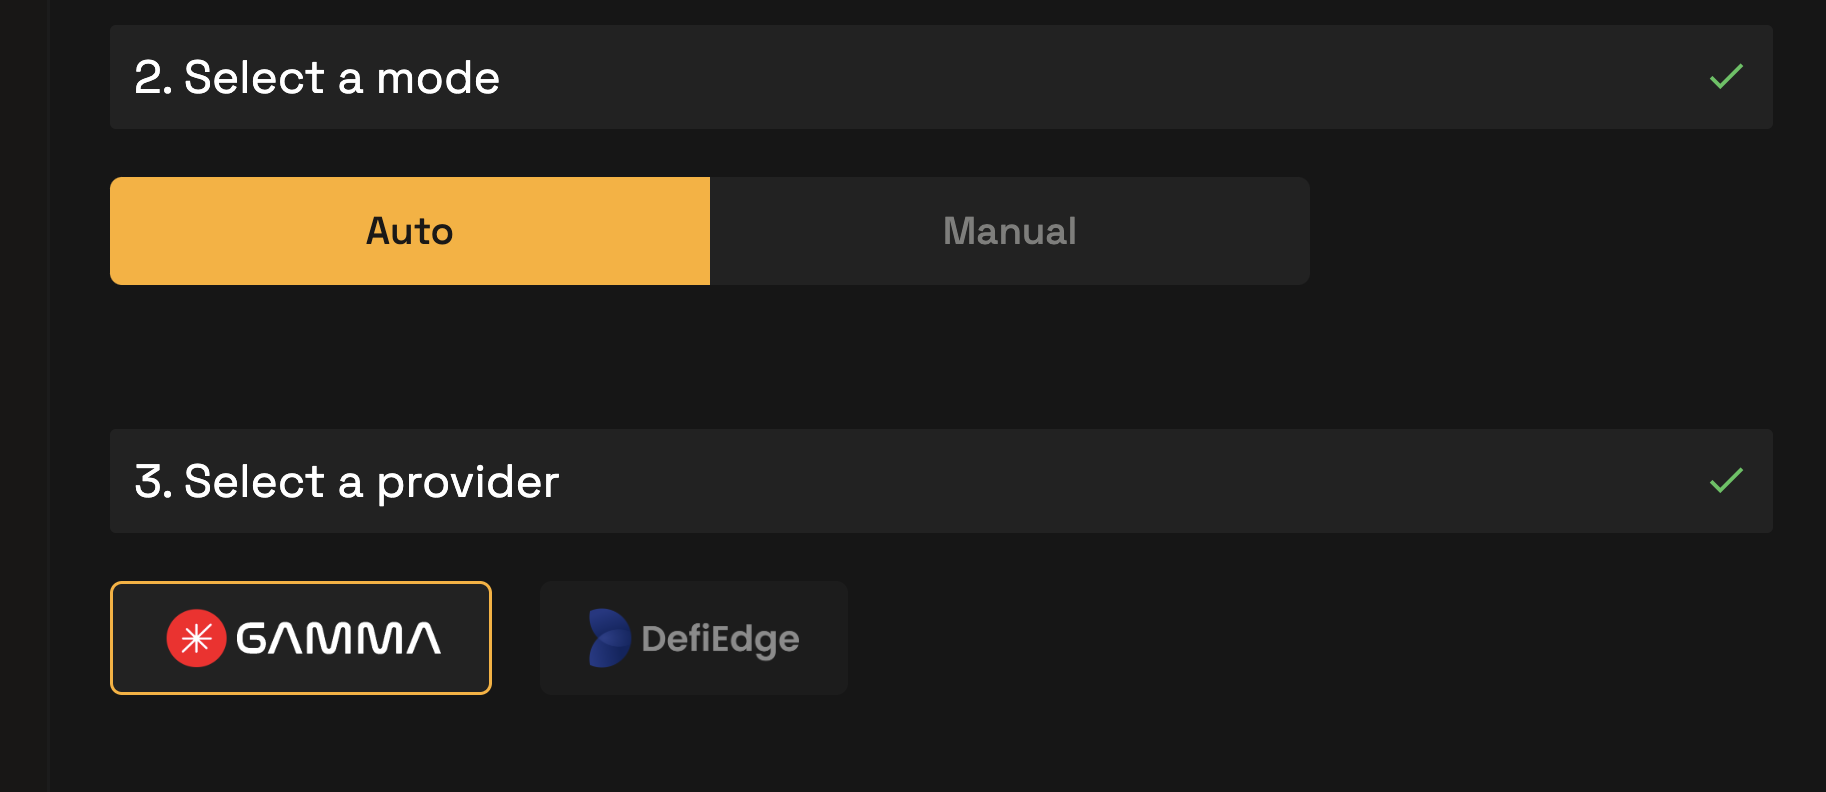 2. Select a mode
Auto
Manual
3. Select a provider
GAMMA
DefiEdge